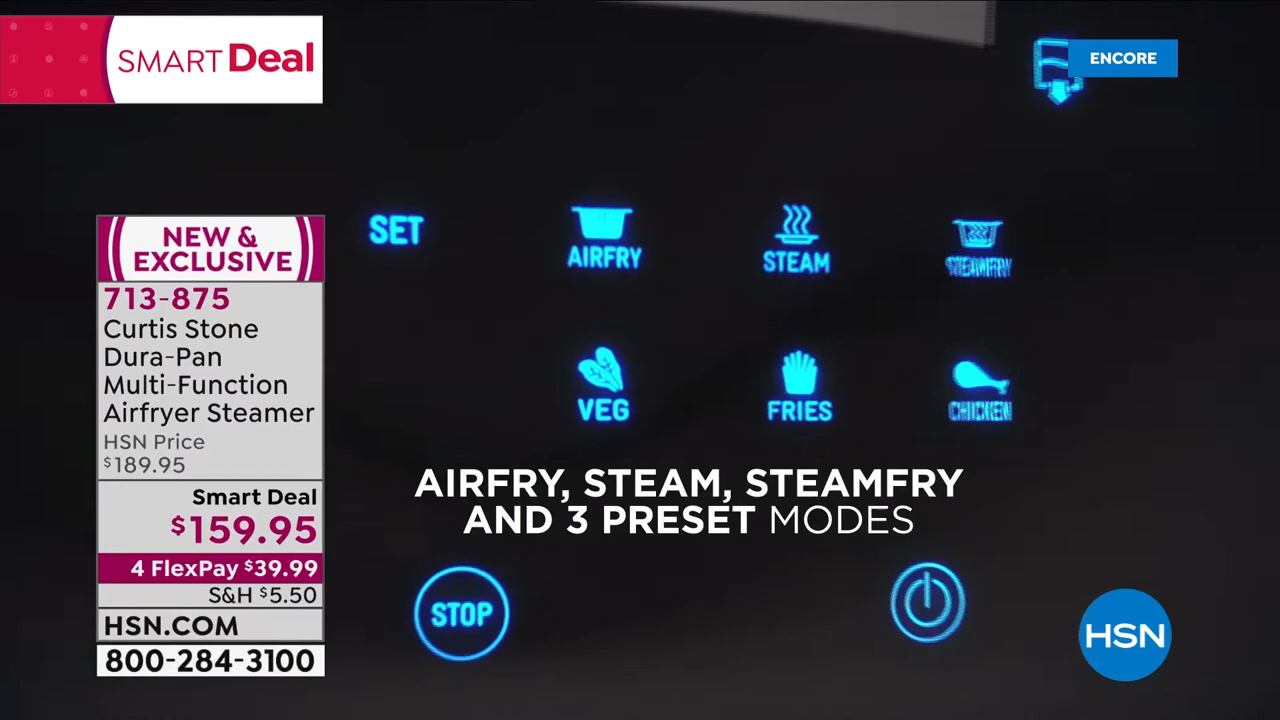 SMART Deal
ENCORE
NEW &
EXCLUSIVE
713-875
Curtis Stone
Dura-Pan
Multi-Function
Airfryer Steamer
HSN Price
$189.95
Smart Deal
$159.95
4 FlexPay $39.99
S&H $5.50
HSN.COM
800-284-3100
SET
AIRFRY
STEAM
STEAMFRY
VEG
FRIES
CHICKEN
AIRFRY, STEAM, STEAMFRY
AND 3 PRESET MODES
STOP
HSN